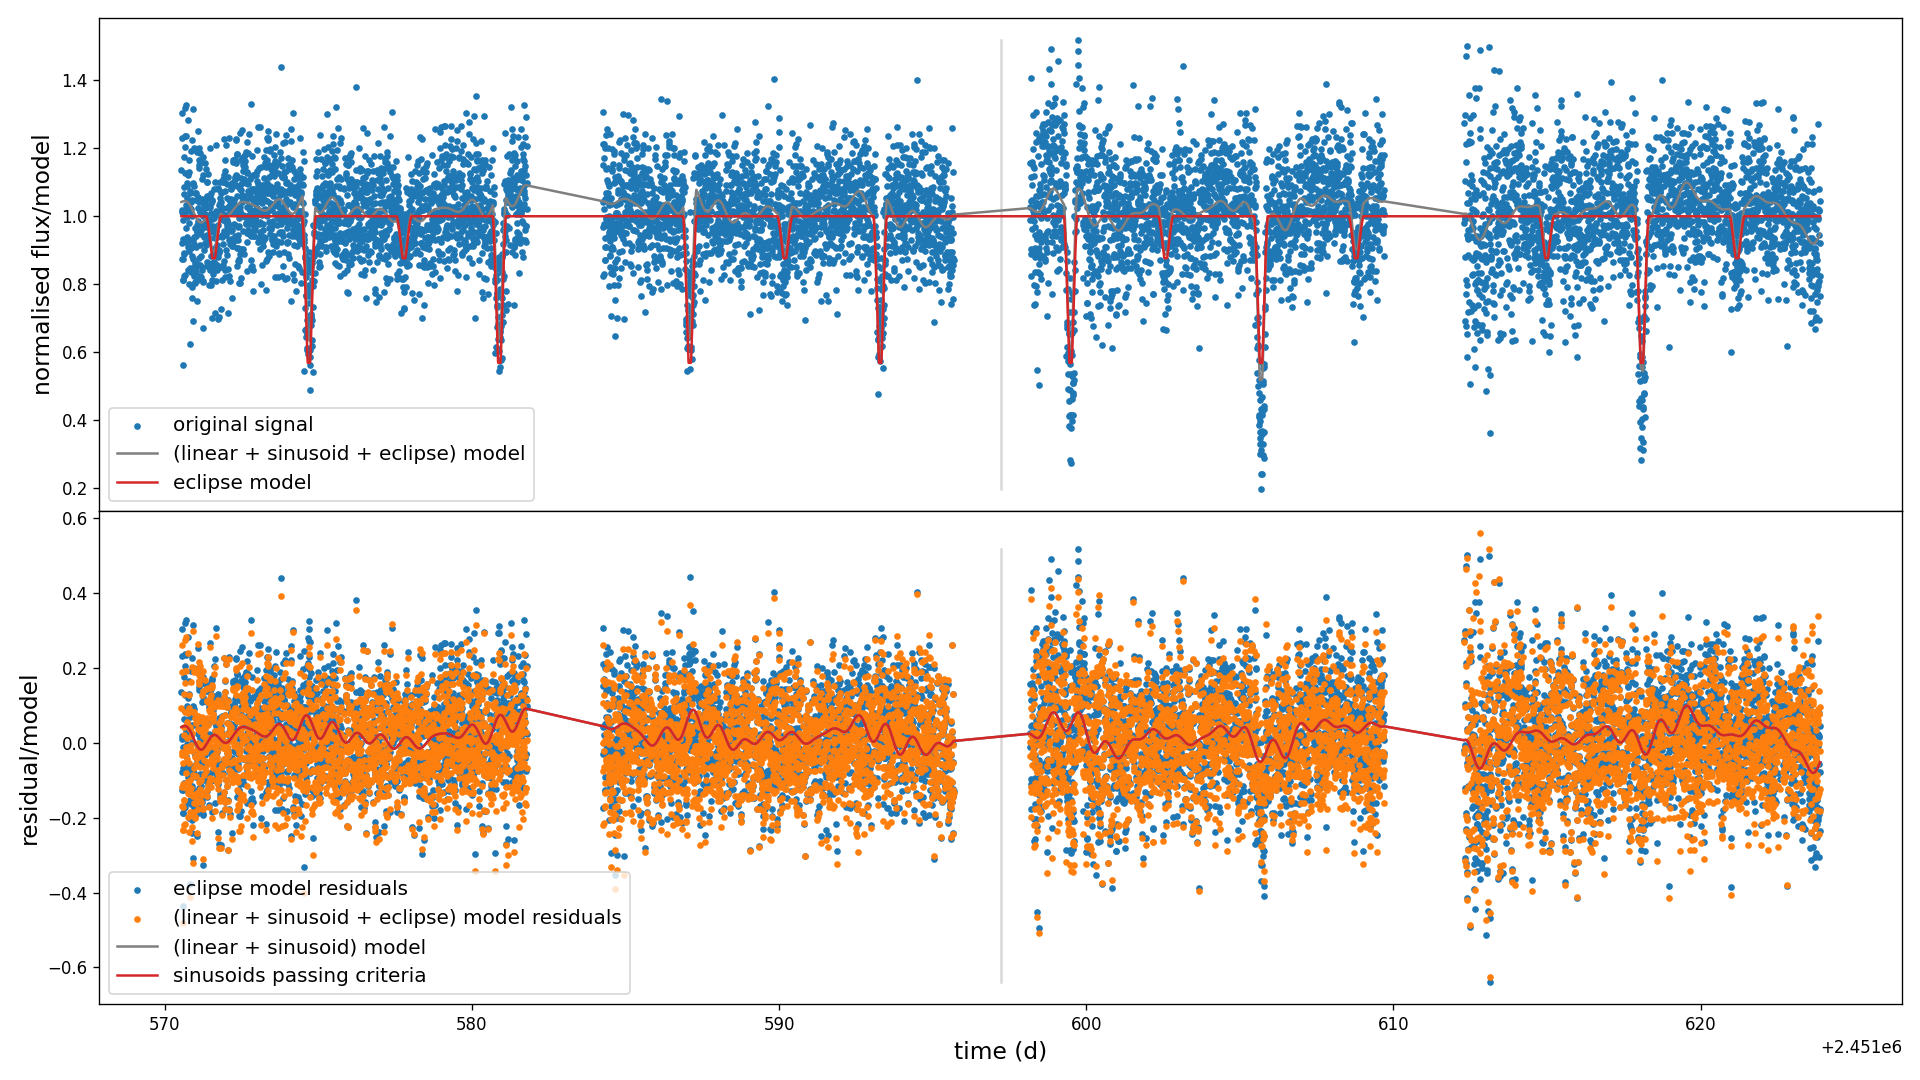 normalised flux/model
1.4
1.2
1.0
0.8
0.6
0.4
0.2
original signal
(linear + sinusoid + eclipse) model
eclipse model
residual/model
0.6
0.4
0.2
0.0
−0.2
−0.4
−0.6
eclipse model residuals
(linear + sinusoid + eclipse) model residuals
(linear + sinusoid) model
sinusoids passing criteria
570 580 590 600 610 620
time (d)
+2.451e6